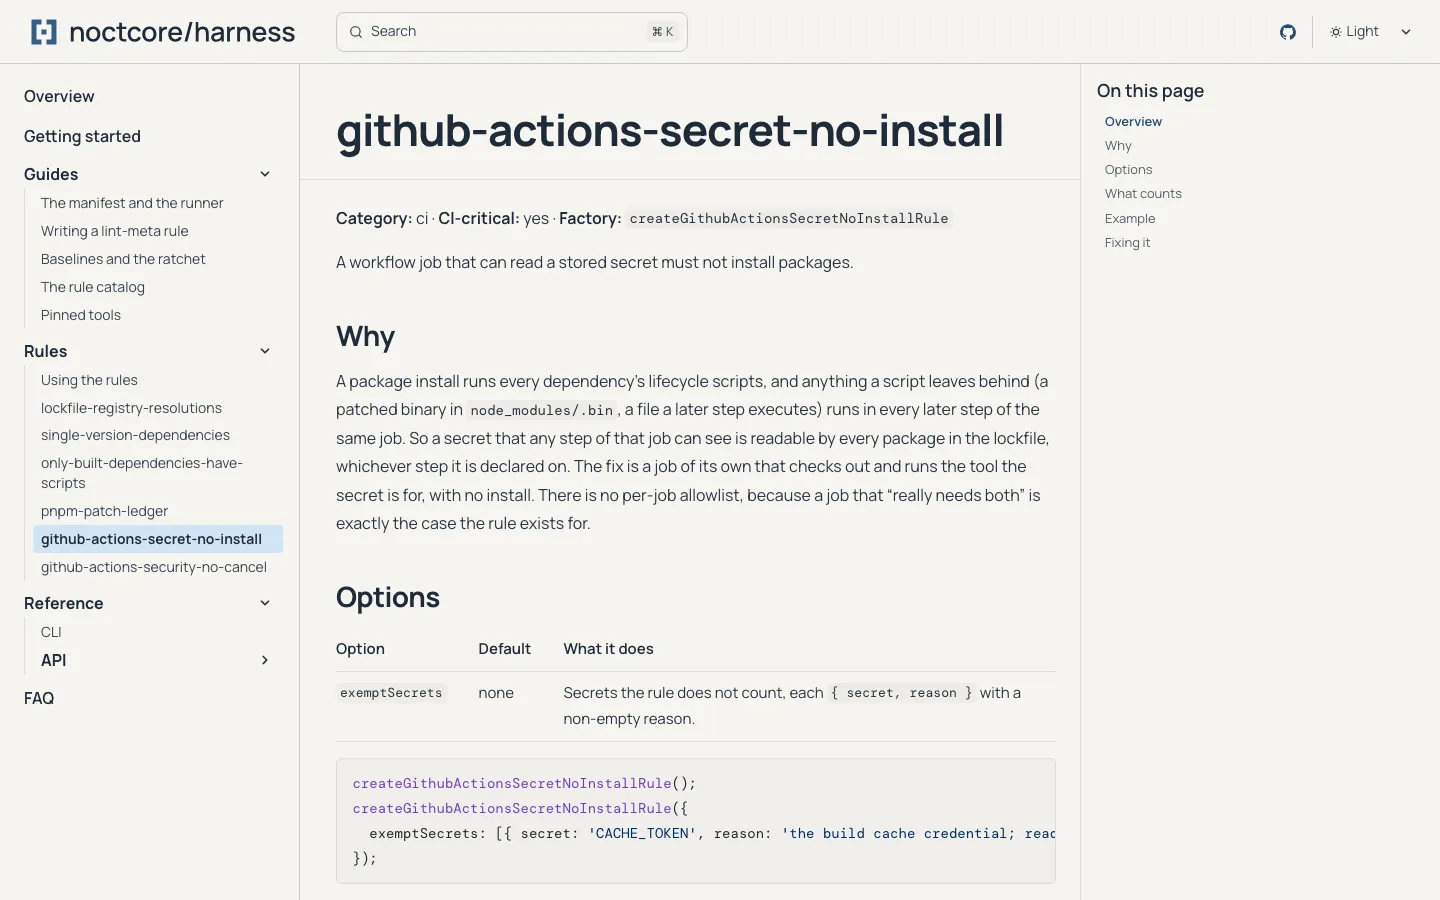 noctcore/harness
Search
⌘ K
Light
Overview
Getting started
Guides
The manifest and the runner
Writing a lint-meta rule
Baselines and the ratchet
The rule catalog
Pinned tools
Rules
Using the rules
lockfile-registry-resolutions
single-version-dependencies
only-built-dependencies-have-
scripts
pnpm-patch-ledger
github-actions-secret-no-install
github-actions-security-no-cancel
Reference
CLI
API
FAQ
github-actions-secret-no-install
Category: ci · CI-critical: yes · Factory: createGithubActionsSecretNoInstallRule
A workflow job that can read a stored secret must not install packages.
Why
A package install runs every dependency’s lifecycle scripts, and anything a script leaves behind (a
patched binary in node_modules/.bin, a file a later step executes) runs in every later step of the
same job. So a secret that any step of that job can see is readable by every package in the lockfile,
whichever step it is declared on. The fix is a job of its own that checks out and runs the tool the
secret is for, with no install. There is no per-job allowlist, because a job that “really needs both” is
exactly the case the rule exists for.
Options
Option Default What it does
exemptSecrets none Secrets the rule does not count, each { secret, reason } with a
non-empty reason.
createGithubActionsSecretNoInstallRule();
createGithubActionsSecretNoInstallRule({
exemptSecrets: [{ secret: 'CACHE_TOKEN', reason: 'the build cache credential; read
});
On this page
Overview
Why
Options
What counts
Example
Fixing it